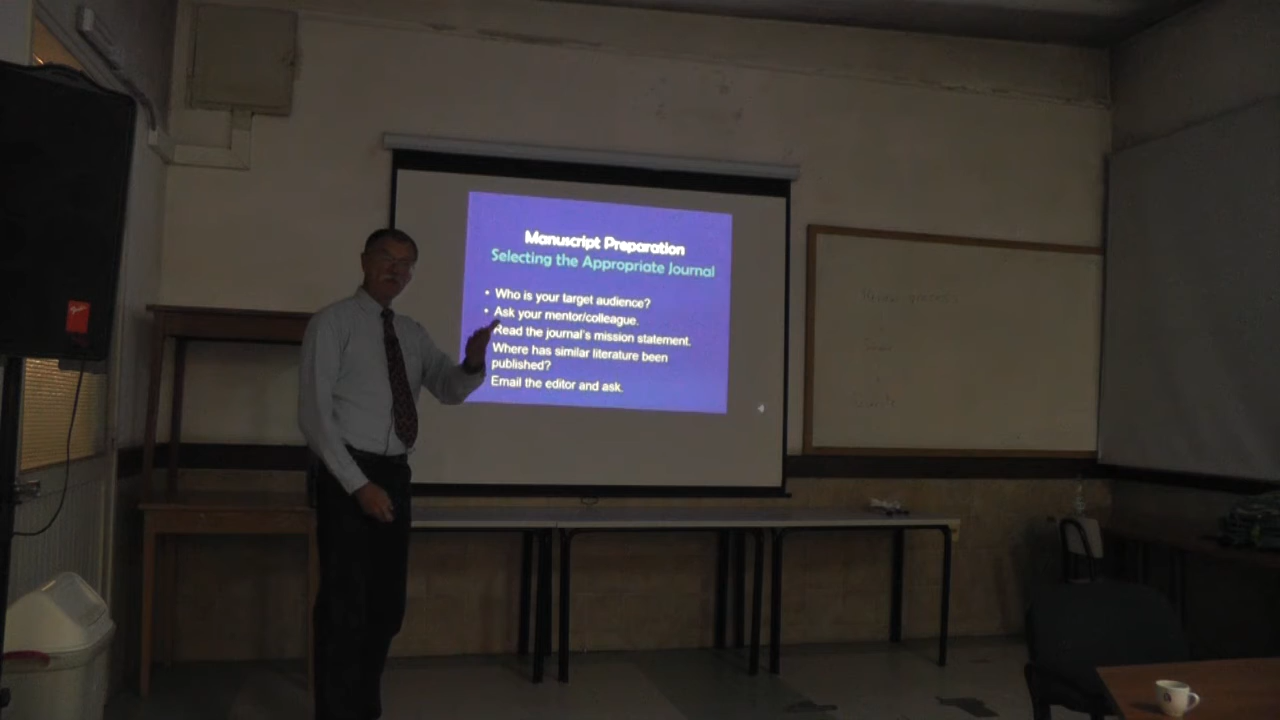 Manuscript Preparation
Selecting the Appropriate Journal
• Who is your target audience?
• Ask your mentor/colleague.
Read the journal's mission statement.
Where has similar literature been
published?
Email the editor and ask.